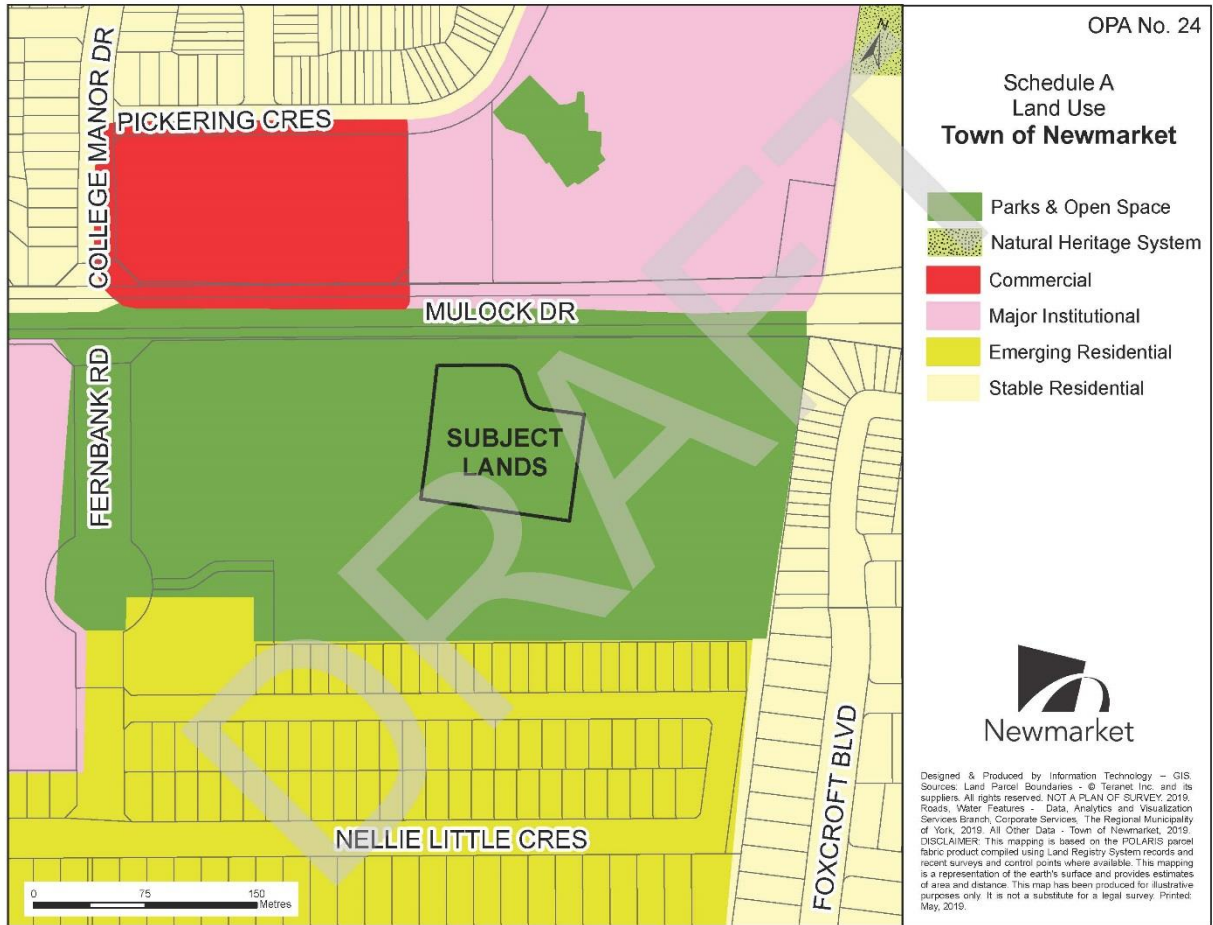 OPA No. 24
Schedule A
Land Use
Town of Newmarket
Parks & Open Space
Natural Heritage System
Commercial
Major Institutional
Emerging Residential
Stable Residential
N
COLLEGE MANOR DR
PICKERING CRES
MULOCK DR
FERNBANK RD
SUBJECT
LANDS
NELLIE LITTLE CRES
FOXCROFT BLVD
DRAFT
0 75 150
Metres
Newmarket
Designed & Produced by Information Technology – GIS.
Sources: Land Parcel Boundaries - © Teranet Inc. and its
suppliers. All rights reserved. NOT A PLAN OF SURVEY. 2019.
Roads, Water Features - Data, Analytics and Visualization
Services Branch, Corporate Services, The Regional Municipality
of York, 2019. All Other Data - Town of Newmarket, 2019.
DISCLAIMER: This mapping is based on the POLARIS parcel
fabric product compiled using Land Registry System records and
recent surveys and control points where available. This mapping
is a representation of the earth's surface and provides estimates
of area and distance. This map has been produced for illustrative
purposes only. It is not a substitute for a legal survey. Printed:
May, 2019.